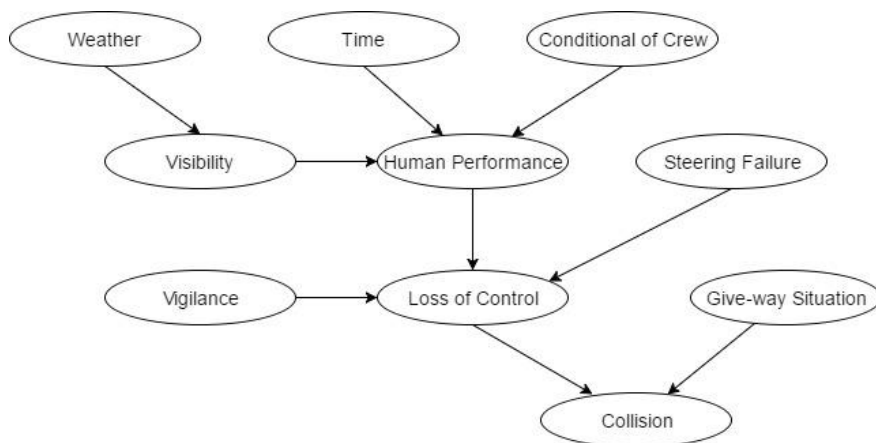 Weather
Time
Conditional of Crew
Visibility
Human Performance
Steering Failure
Vigilance
Loss of Control
Give-way Situation
Collision